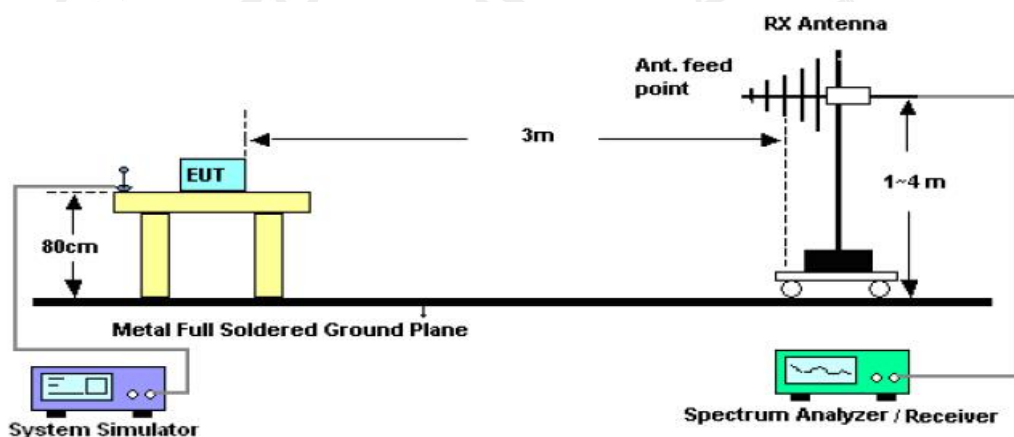 RX Antenna
Ant. feed
point
3m
EUT
1~4 m
80cm
Metal Full Soldered Ground Plane
System Simulator
Spectrum Analyzer / Receiver